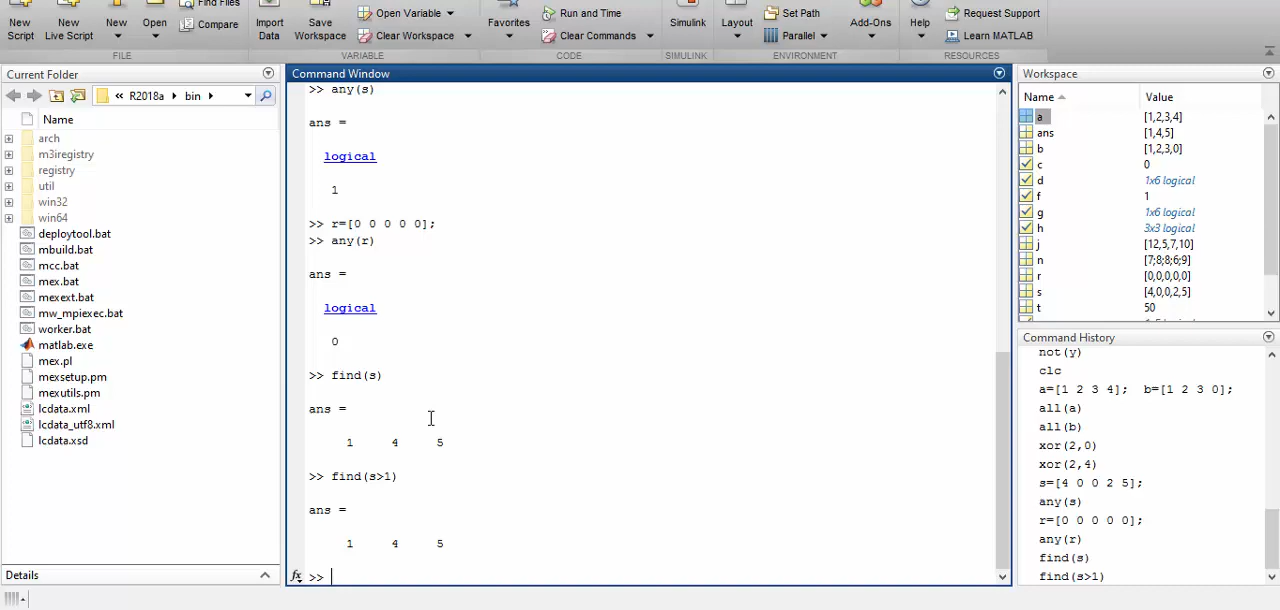 Find Files
New Script
New Live Script
New
Open
Compare
FILE
Import Data
Save Workspace
Open Variable
Clear Workspace
VARIABLE
Favorites
Run and Time
Clear Commands
CODE
Simulink
SIMULINK
Layout
Set Path
Parallel
Add-Ons
ENVIRONMENT
Help
Request Support
Learn MATLAB
RESOURCES
Current Folder
« R2018a bin
Name
arch
m3iregistry
registry
util
win32
win64
deploytool.bat
mbuild.bat
mcc.bat
mex.bat
mexext.bat
mw_mpiexec.bat
worker.bat
matlab.exe
mex.pl
mexsetup.pm
mexutils.pm
lcdata.xml
lcdata_utf8.xml
lcdata.xsd
Details
Command Window
>> any(s)
ans =
logical
1
>> r=[0 0 0 0 0];
>> any(r)
ans =
logical
0
>> find(s)
ans =
1 4 5
>> find(s>1)
ans =
1 4 5
fx >>
Workspace
Name Value
a [1,2,3,4]
ans [1,4,5]
b [1,2,3,0]
c 0
d 1x6 logical
f 1
g 1x6 logical
h 3x3 logical
j [12,5,7,10]
n [7;8;8;6;9]
r [0,0,0,0,0]
s [4,0,0,2,5]
t 50
Command History
not(y)
clc
a=[1 2 3 4]; b=[1 2 3 0];
all(a)
all(b)
xor(2,0)
xor(2,4)
s=[4 0 0 2 5];
any(s)
r=[0 0 0 0 0];
any(r)
find(s)
find(s>1)